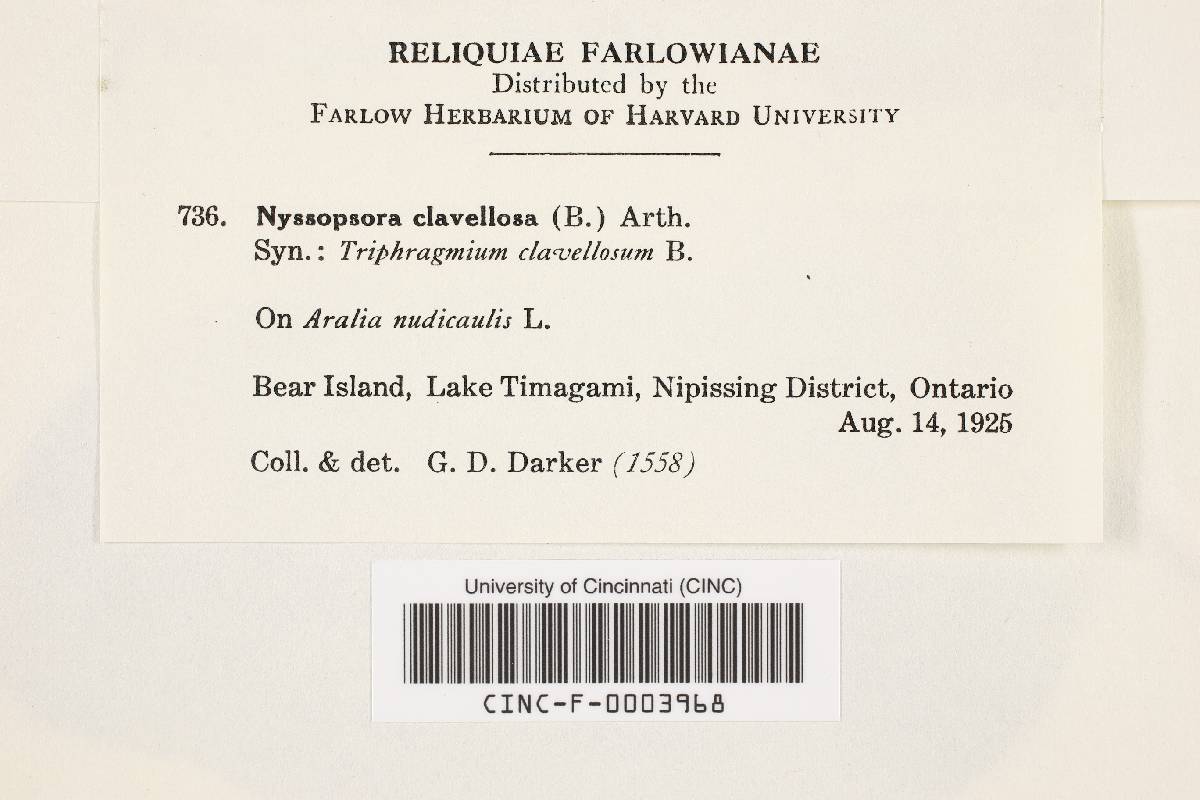 RELIQUIAE FARLOWIANAE
Distributed by the
FARLOW HERBARIUM OF HARVARD UNIVERSITY
736. Nyssopsora clavellosa (B.) Arth.
Syn.: Triphragmium clavellosum B.
On Aralia nudicaulis L.
Bear Island, Lake Timagami, Nipissing District, Ontario
Aug. 14, 1925
Coll. & det. G. D. Darker (1558)
University of Cincinnati (CINC)
CINC-F-0003968